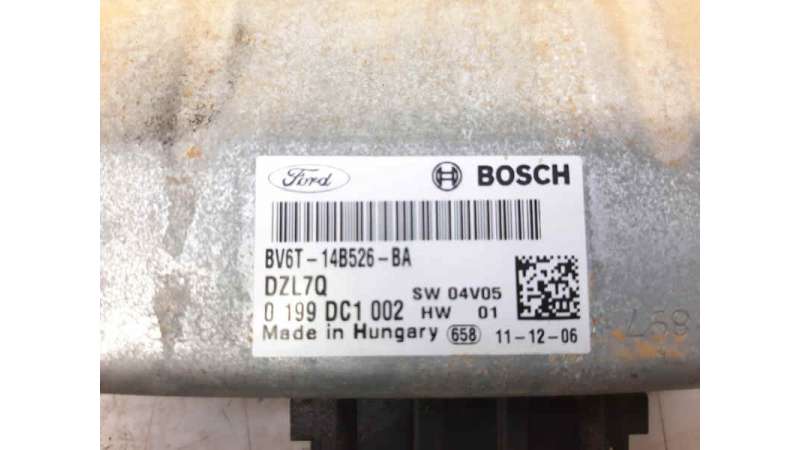 Ford BOSCH
BV6T-14B526-BA
DZL7Q SW 04V05
0 199 DC1 002 HW 01
Made in Hungary 658 11-12-06